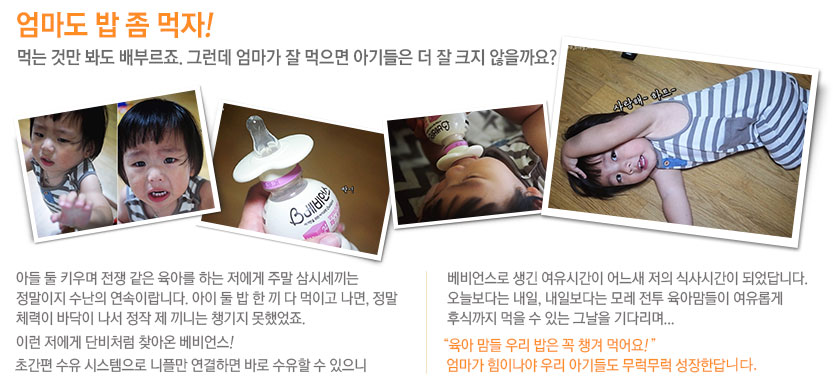 엄마도 밥 좀 먹자!
먹는 것만 봐도 배부르죠. 그런데 엄마가 잘 먹으면 아기들은 더 잘 크지 않을까요?
사랑해~ 하트~
베비언스
아들 둘 키우며 전쟁 같은 육아를 하는 저에게 주말 삼시세끼는
정말이지 수난의 연속이랍니다. 아이 둘 밥 한 끼 다 먹이고 나면, 정말
체력이 바닥이 나서 정작 제 끼니는 챙기지 못했었죠.
이런 저에게 단비처럼 찾아온 베비언스!
초간편 수유 시스템으로 니플만 연결하면 바로 수유할 수 있으니
베비언스로 생긴 여유시간이 어느새 저의 식사시간이 되었답니다.
오늘보다는 내일, 내일보다는 모레 전투 육아맘들이 여유롭게
후식까지 먹을 수 있는 그날을 기다리며...
“육아 맘들 우리 밥은 꼭 챙겨 먹어요! ”
엄마가 힘이나야 우리 아기들도 무럭무럭 성장한답니다.